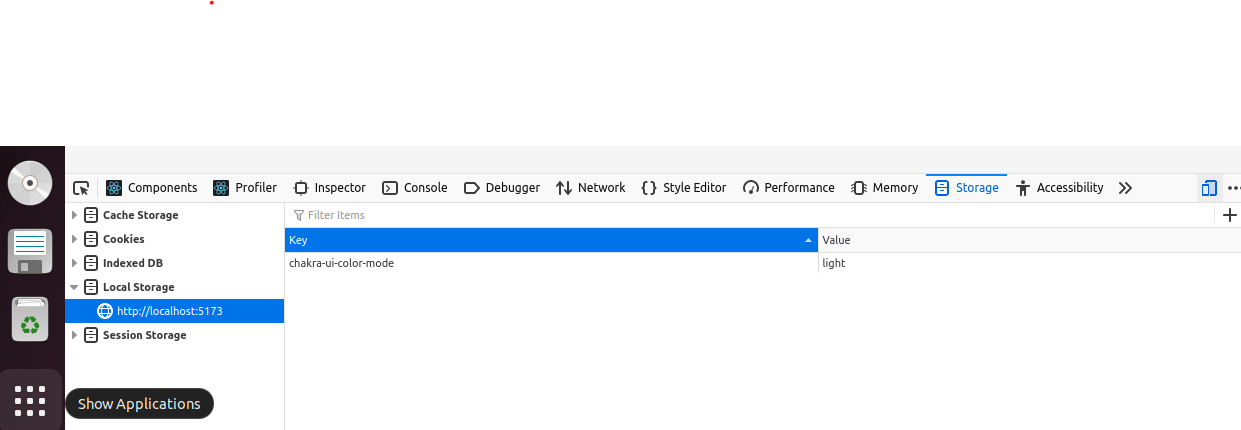 Components Profiler Inspector Console Debugger Network Style Editor Performance Memory Storage Accessibility
Cache Storage
Filter Items
Cookies
Key Value
Indexed DB
chakra-ui-color-mode light
Local Storage
http://localhost:5173
Session Storage
Show Applications